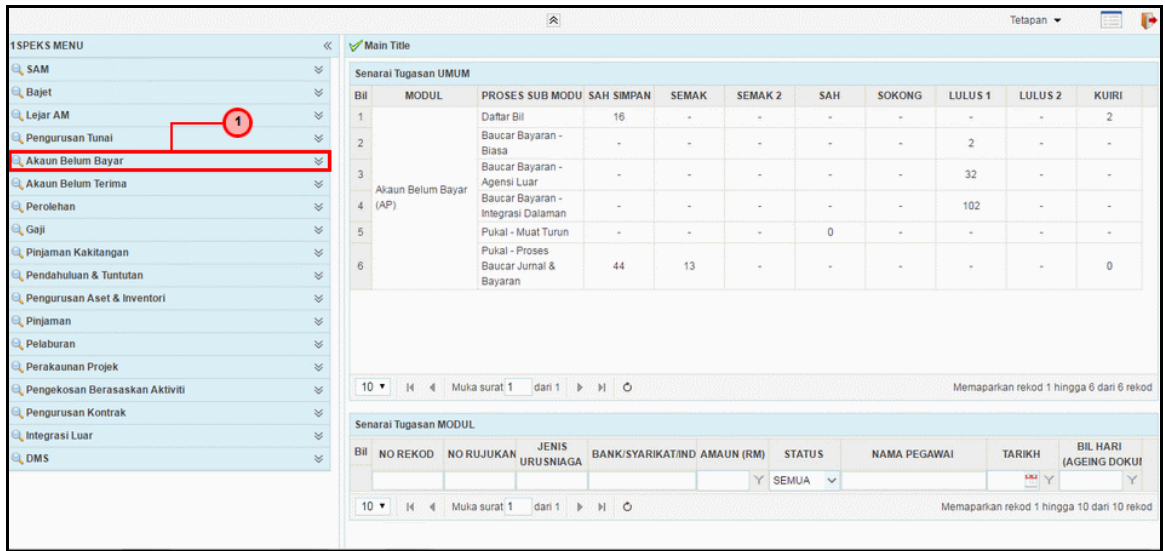 Tetapan
1SPEKS MENU
SAM
Bajet
Lejar AM
Pengurusan Tunai
Akaun Belum Bayar
Akaun Belum Terima
Perolehan
Gaji
Pinjaman Kakitangan
Pendahuluan & Tuntutan
Pengurusan Aset & Inventori
Pinjaman
Pelaburan
Perakaunan Projek
Pengekosan Berasaskan Aktiviti
Pengurusan Kontrak
Integrasi Luar
DMS
1
Main Title
Senarai Tugasan UMUM
Bil MODUL PROSES SUB MODU SAH SIMPAN SEMAK SEMAK 2 SAH SOKONG LULUS 1 LULUS 2 KUIRI
Akaun Belum Bayar
(AP)
1 Daftar Bil 16 - - - - - - 2
2 Baucar Bayaran -
Biasa - - - - - 2 - -
3 Baucar Bayaran -
Agensi Luar - - - - - 32 - -
4 Baucar Bayaran -
Integrasi Dalaman - - - - - 102 - -
5 Pukal - Muat Turun - - - 0 - - - -
6 Pukal - Proses
Baucar Jurnal &
Bayaran 44 13 - - - - - 0
10 Muka surat 1 dari 1 Memaparkan rekod 1 hingga 6 dari 6 rekod
Senarai Tugasan MODUL
Bil NO REKOD NO RUJUKAN JENIS
URUSNIAGA BANK/SYARIKAT/IND AMAUN (RM) STATUS NAMA PEGAWAI TARIKH BIL HARI
(AGEING DOKU
SEMUA
10 Muka surat 1 dari 1 Memaparkan rekod 1 hingga 10 dari 10 rekod